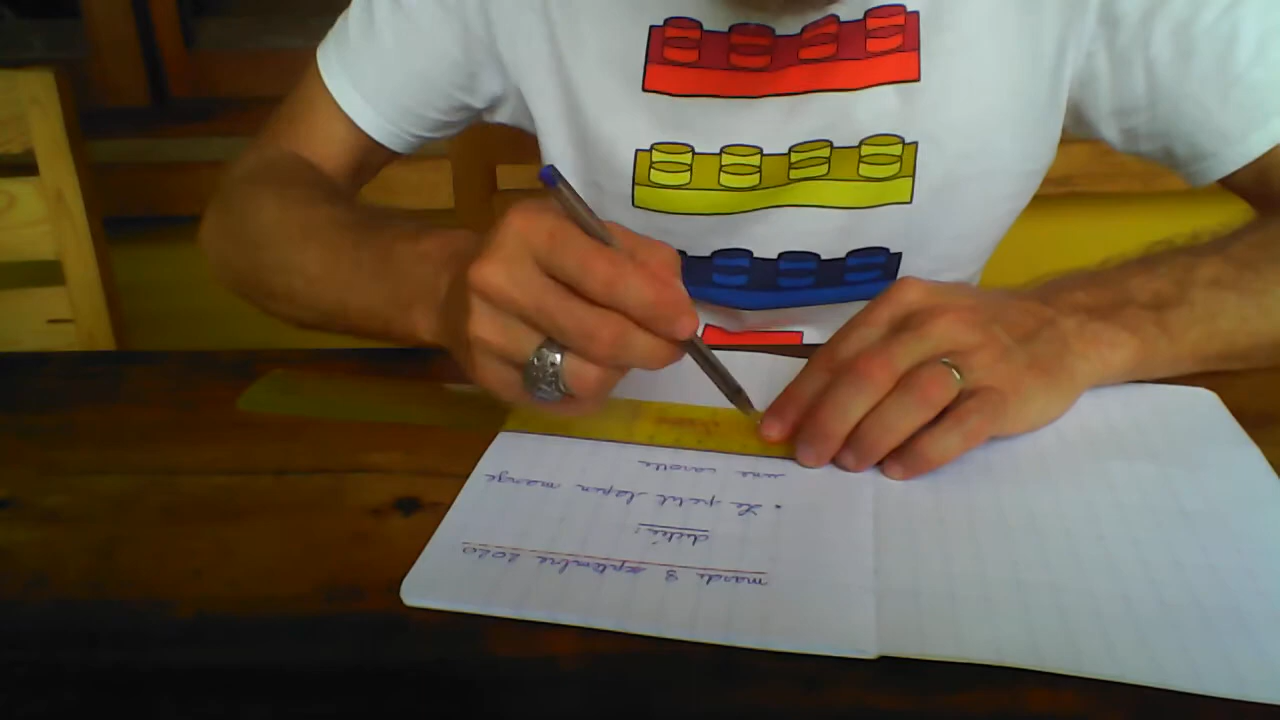 mardi 8 septembre 2020
dictée:
• Le petit lapin mange
une carotte